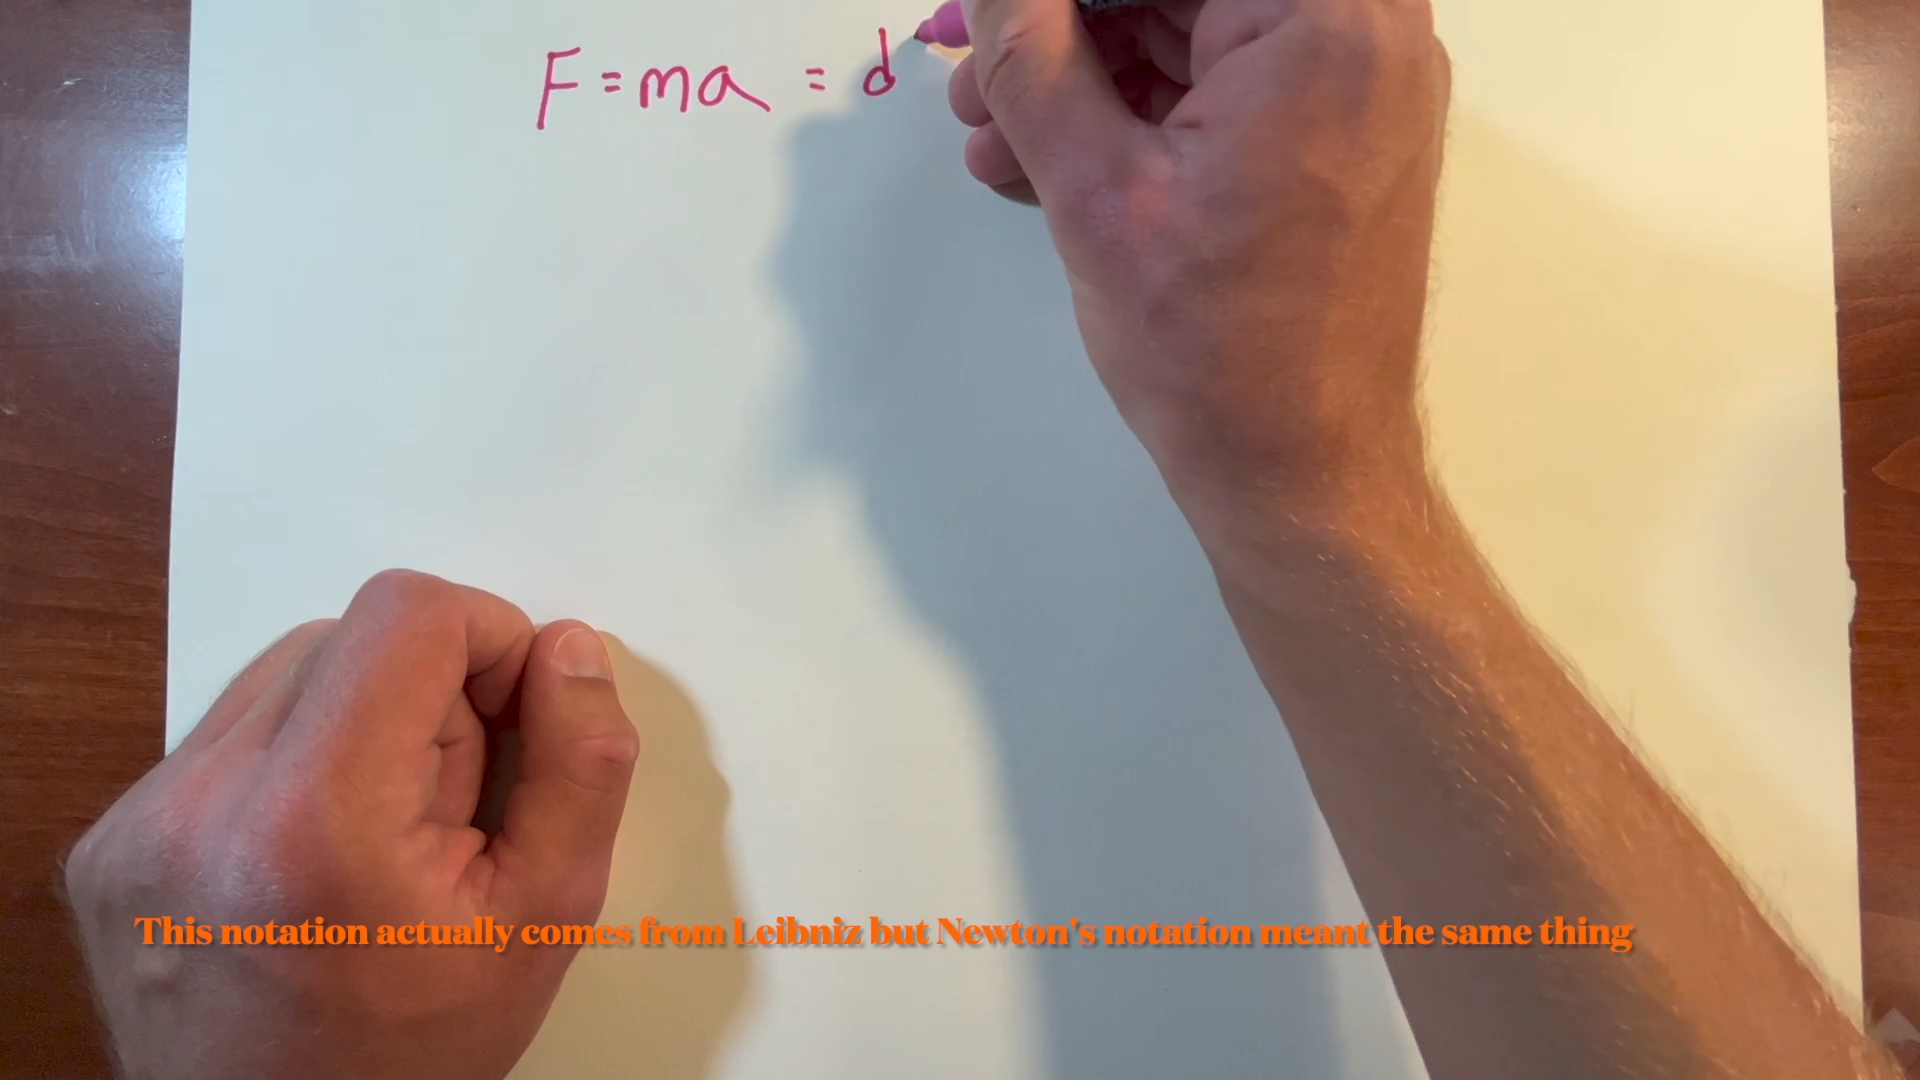 F = ma = d
This notation actually comes from Leibniz but Newton's notation meant the same thing